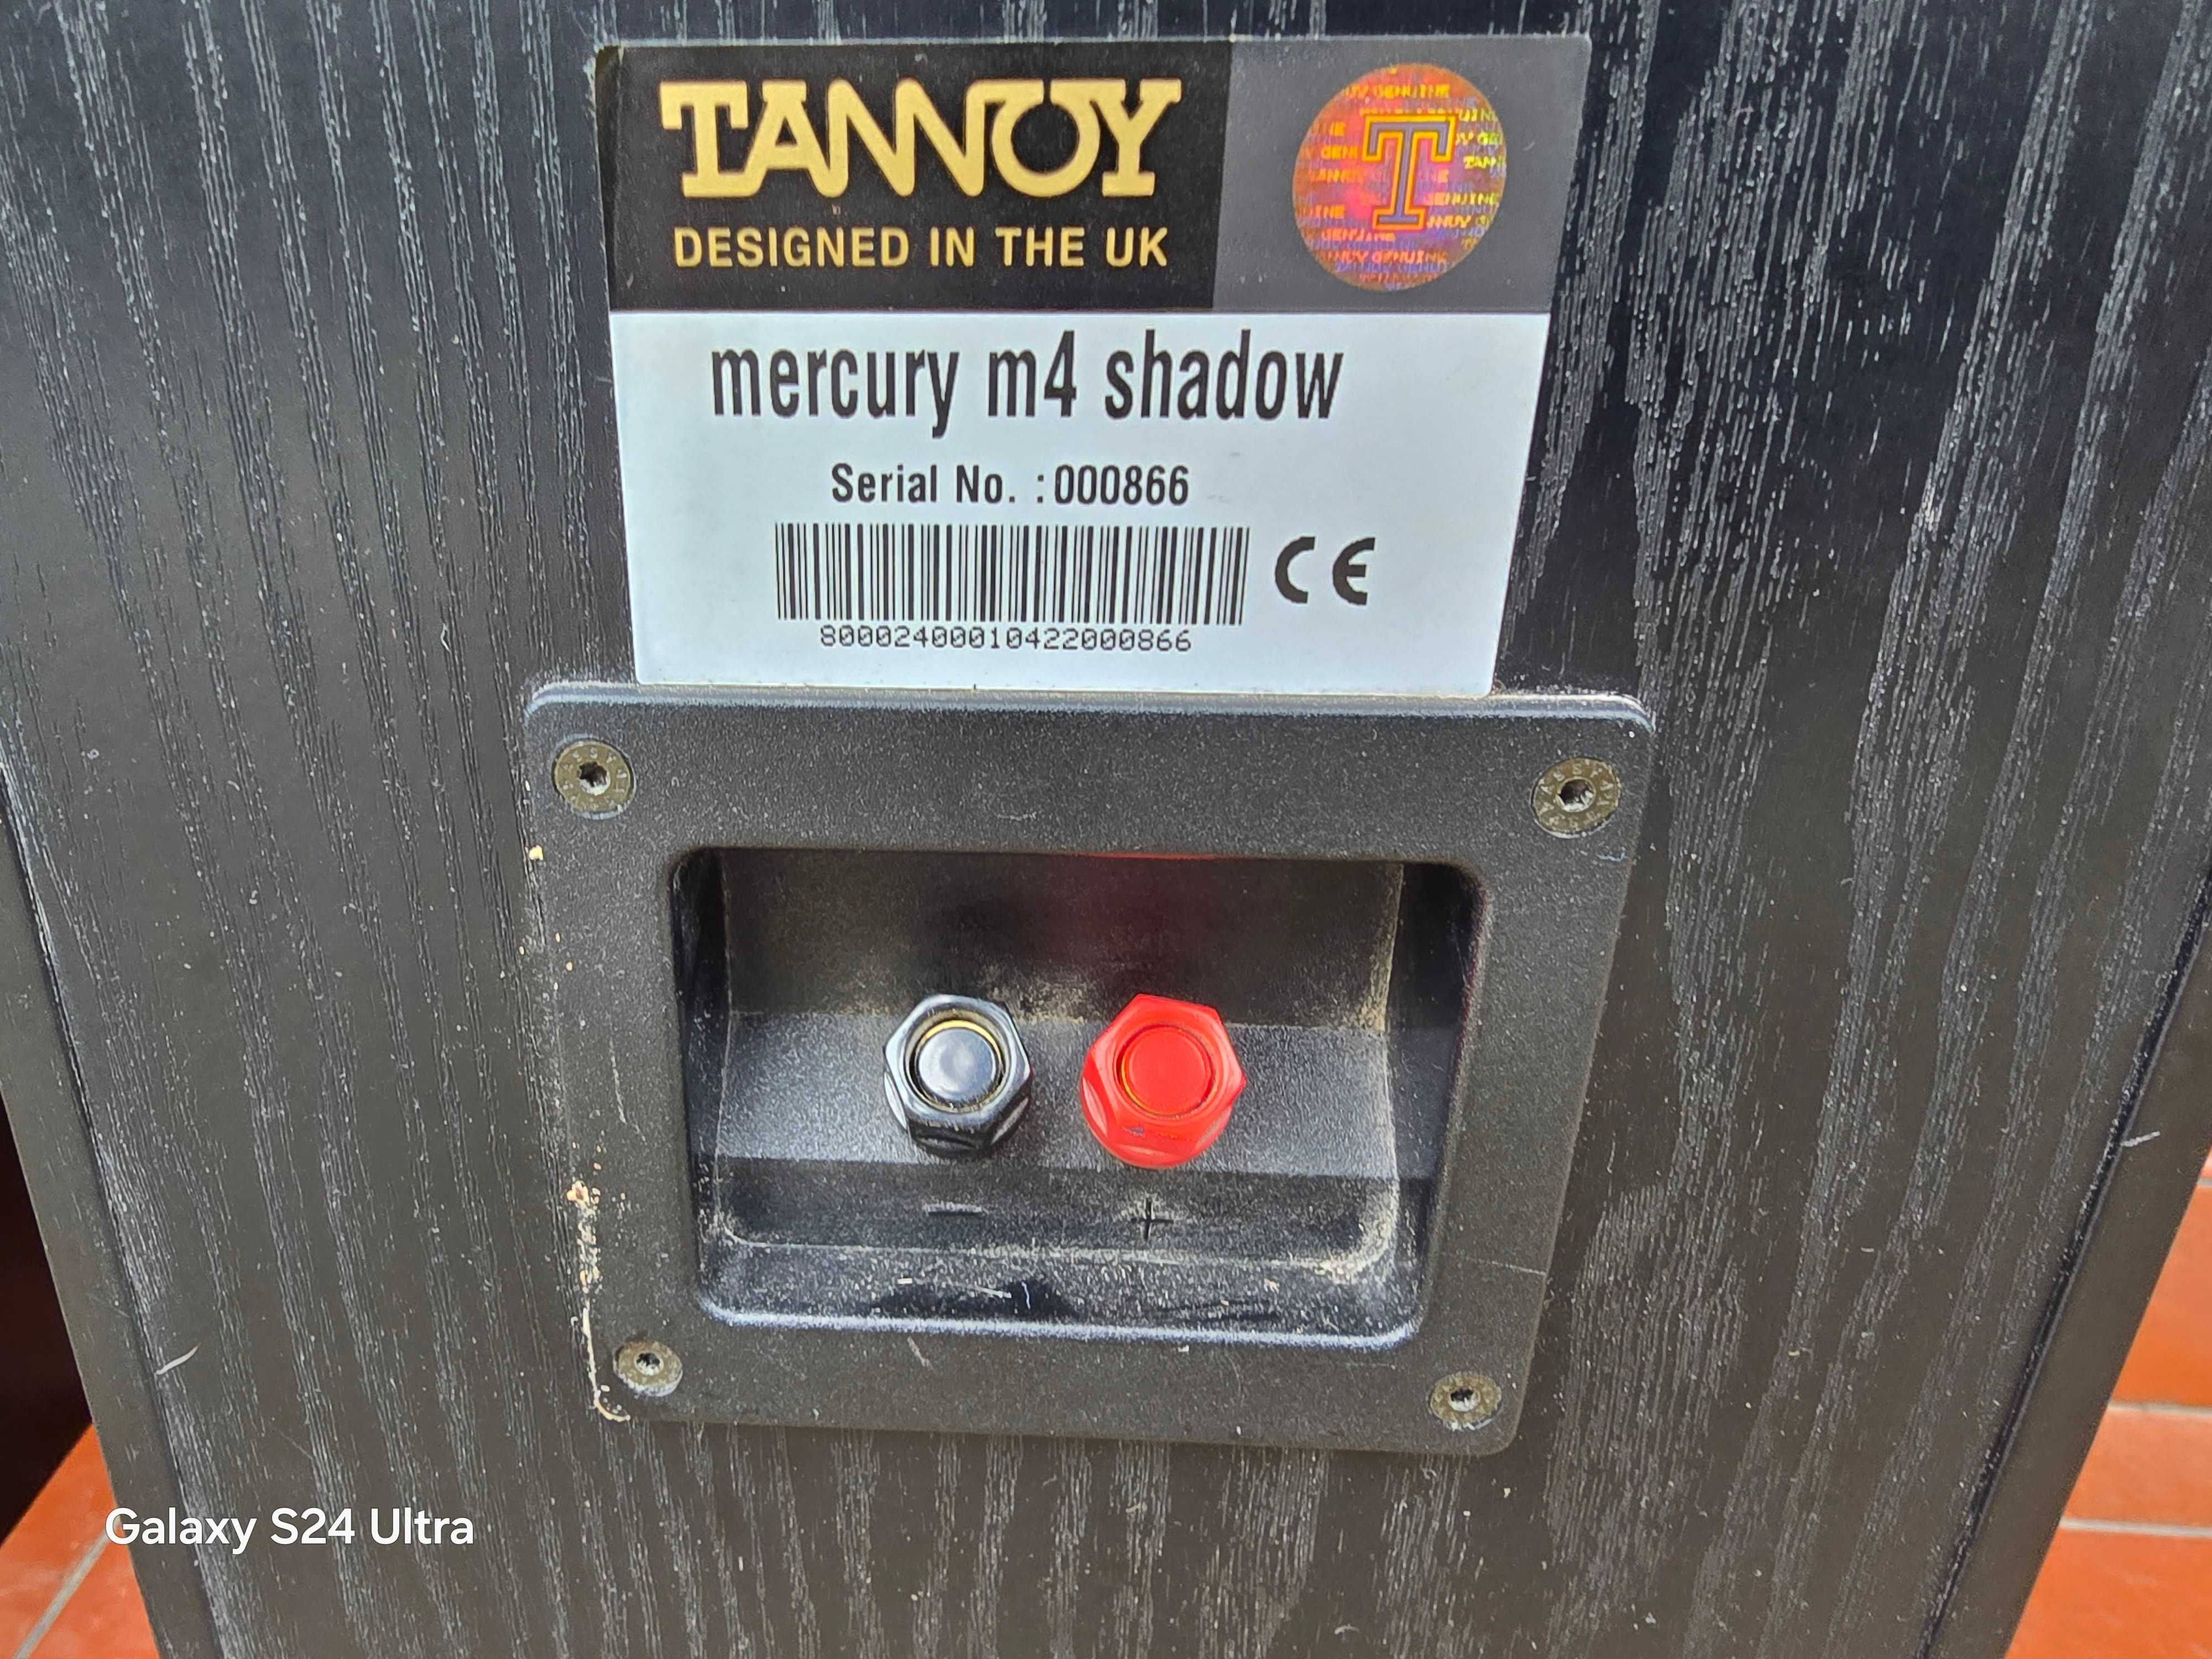 TANNOY
DESIGNED IN THE UK
T
mercury m4 shadow
Serial No. :000866
CE
80002400010422000866
− +
Galaxy S24 Ultra